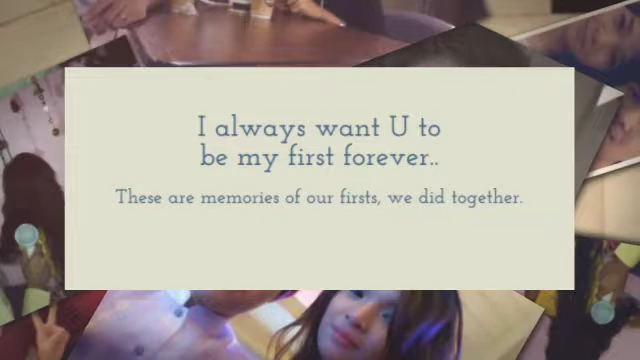 I always want U to
be my first forever..
These are memories of our firsts, we did together.